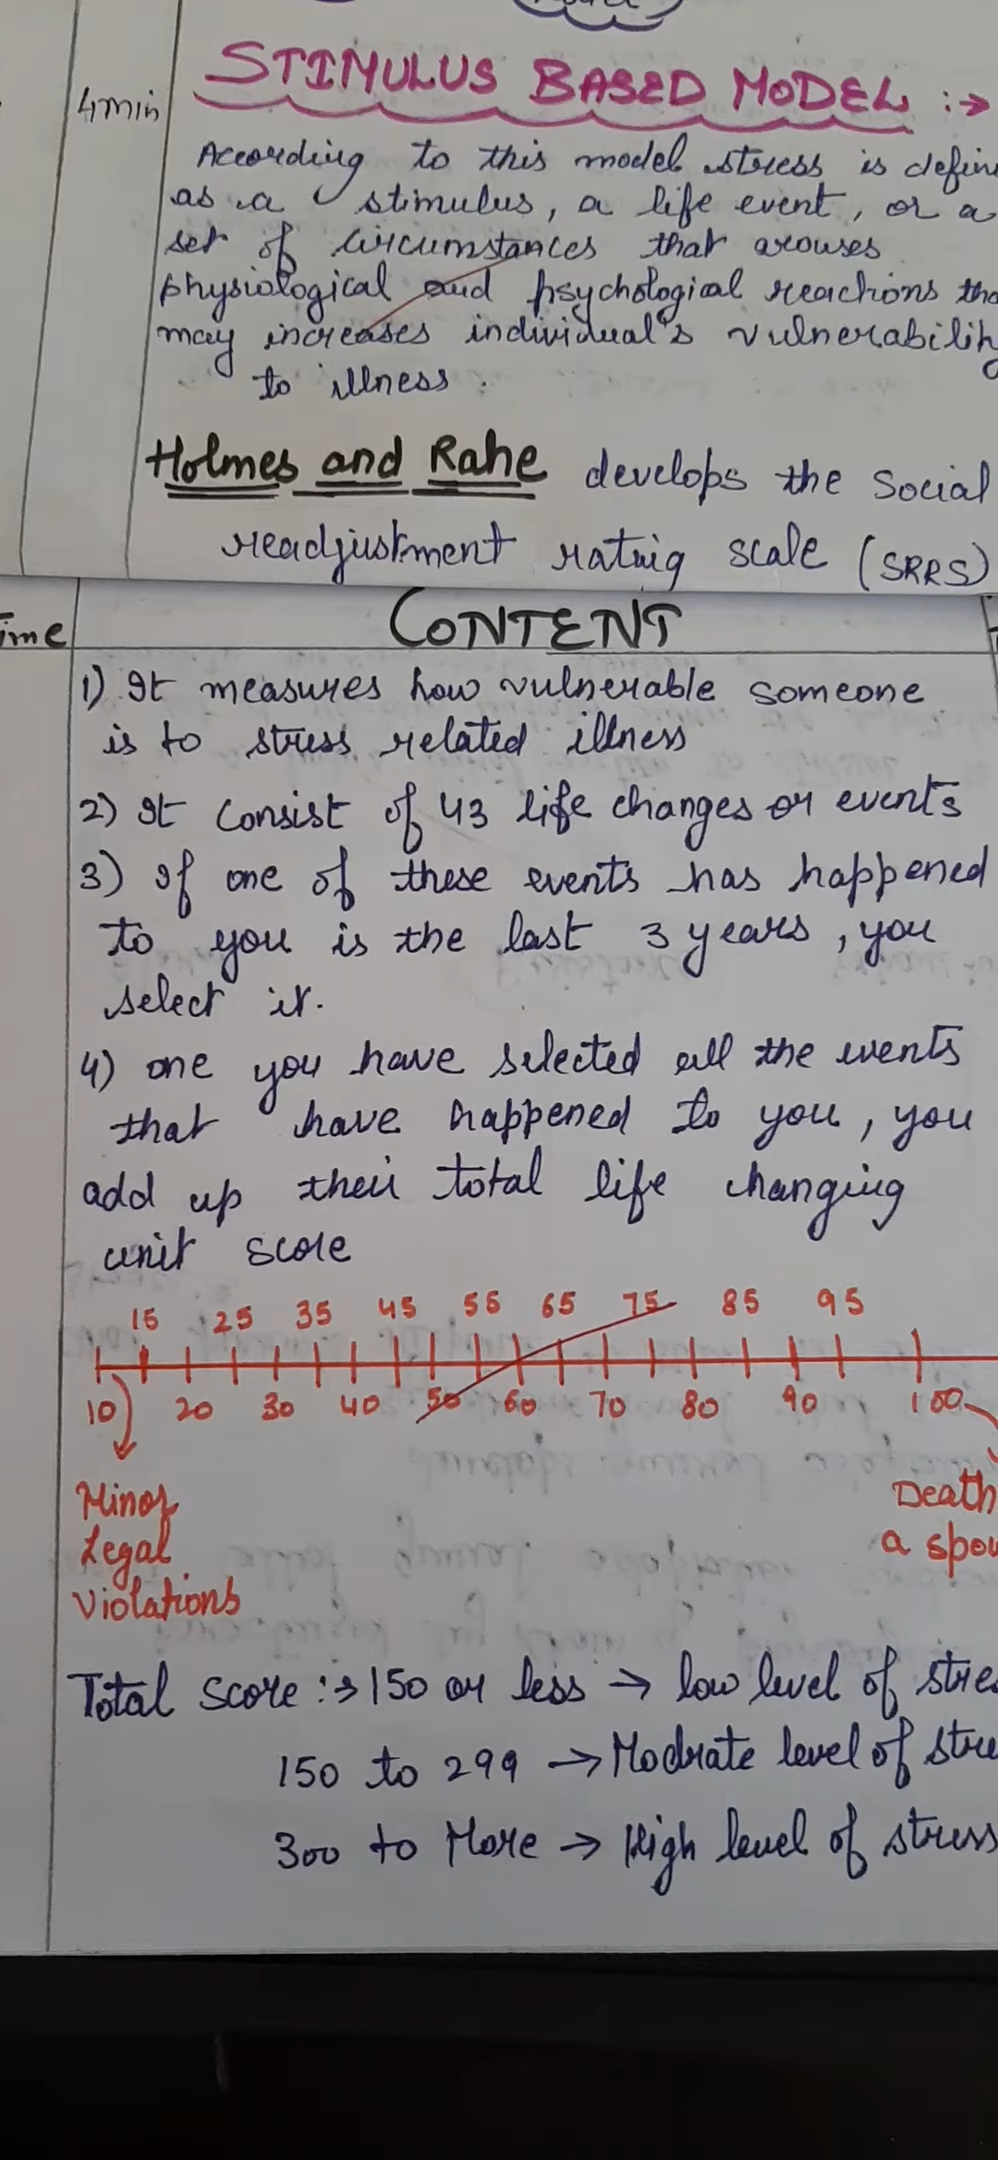 STIMULUS BASED MODEL :->
4min
According to this model stress is define
as a stimulus, a life event, or a
set of circumstances that arouses
physiological and psychological reactions tha
may increases individual's vulnerability
to illness.
Holmes and Rahe develops the Social
readjustment rating scale (SRRS)
Time CONTENT
1) It measures how vulnerable someone
is to stress related illness
2) It Consist of 43 life changes or events
3) If one of these events has happened
to you is the last 3 years, you
select it.
4) one you have selected all the events
that have happened to you, you
add up their total life changing
unit score
15 25 35 45 55 65 75 85 95
10 20 30 40 50 60 70 80 90 100
Minor
Legal
Violations
Death
a spou
Total Score :-> 150 or less -> low level of stres
150 to 299 -> Modrate level of stre
300 to More -> High level of stress